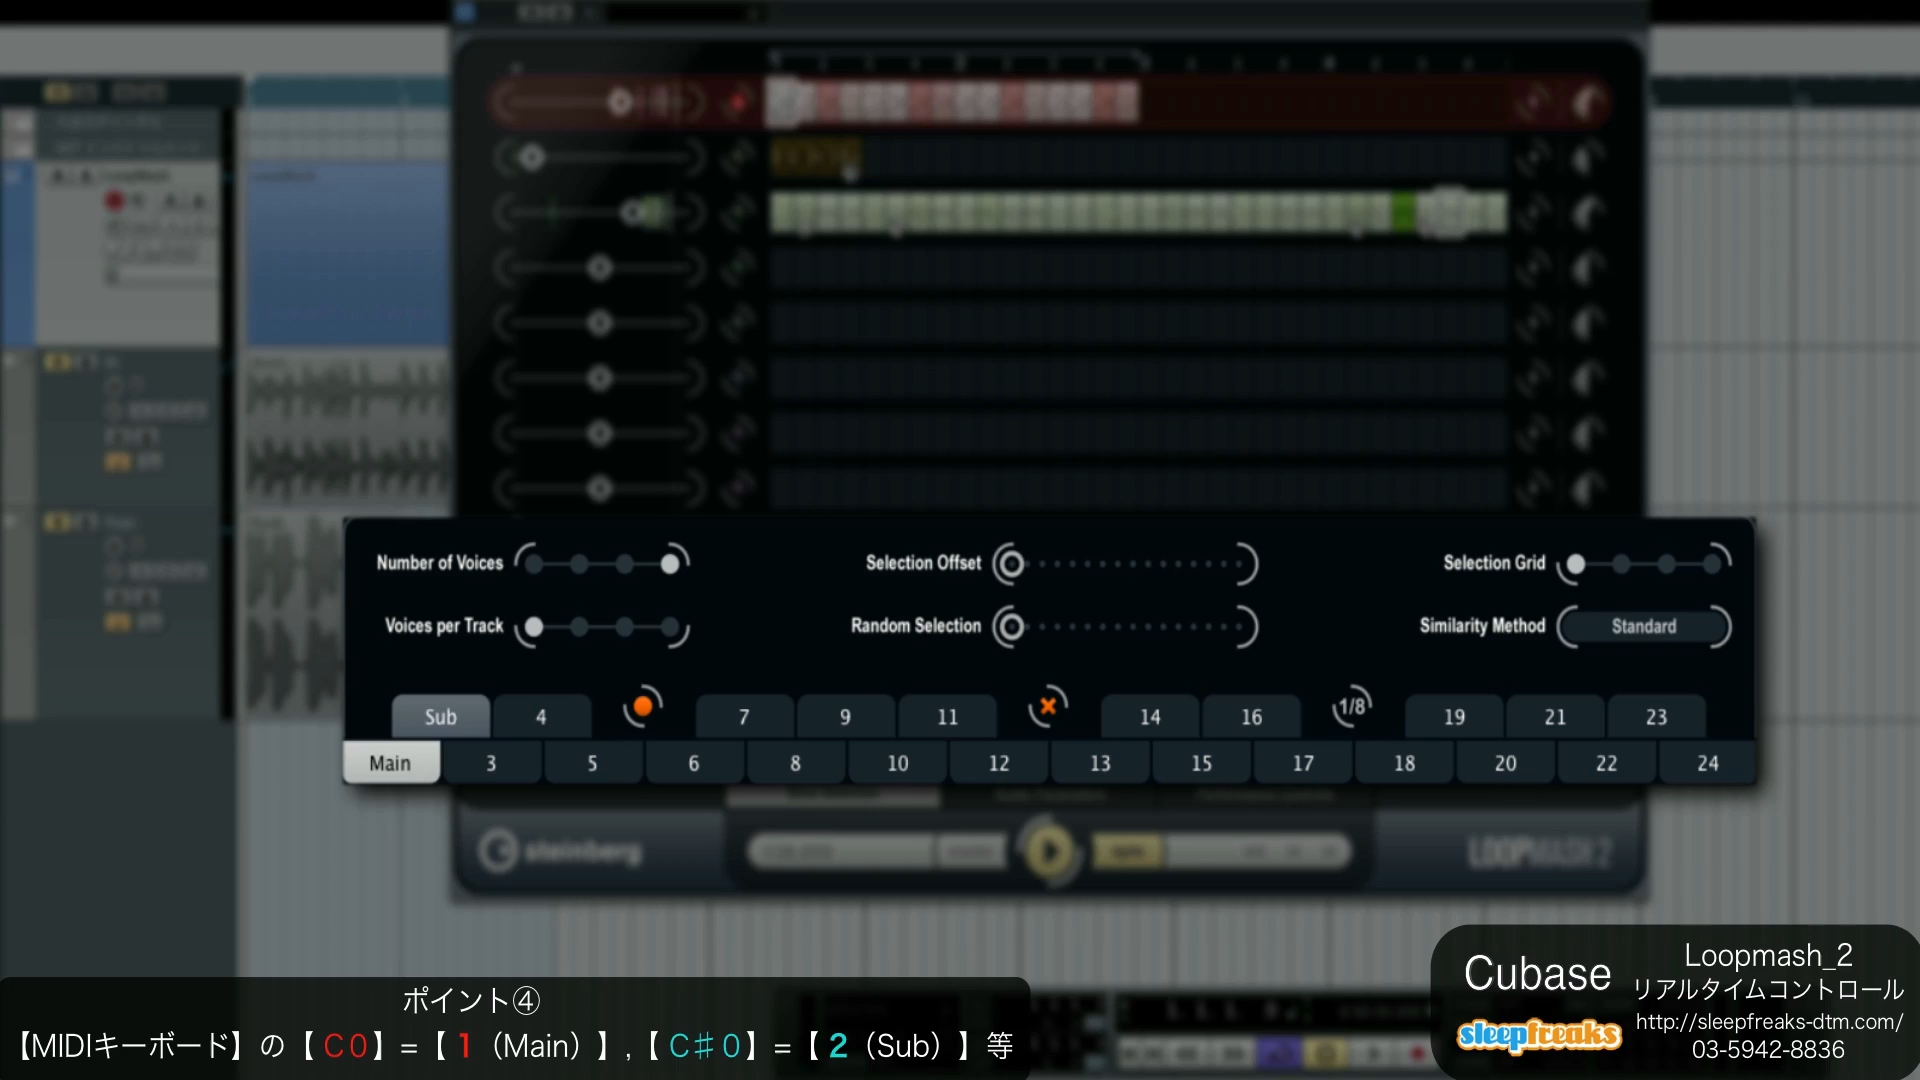 Number of Voices
Selection Offset
Selection Grid
Voices per Track
Random Selection
Similarity Method
Standard
Sub 4 7 9 11 14 16 1/8 19 21 23
Main 3 5 6 8 10 12 13 15 17 18 20 22 24
steinberg
LOOPMASH 2
ポイント④
【MIDIキーボード】の【 C0】=【 1（Main）】,【 C♯0】=【 2（Sub）】等
Cubase
sleepfreaks
Loopmash_2
リアルタイムコントロール
http://sleepfreaks-dtm.com/
03-5942-8836